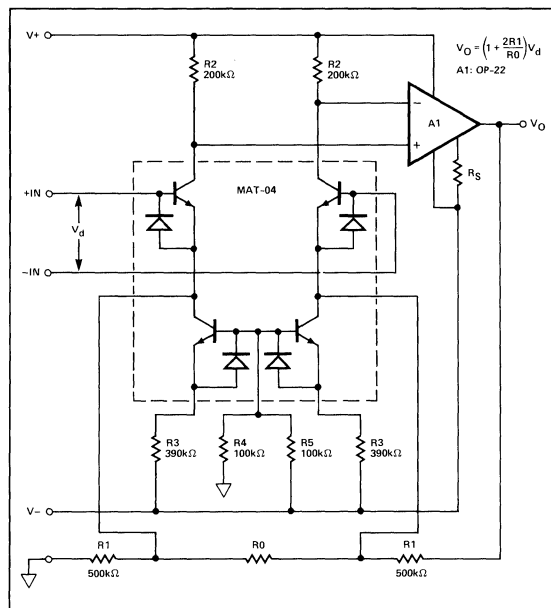 V+
R2
200kΩ
R2
200kΩ
V_O = (1 + 2R1/R0) V_d
A1: OP-22
−
A1
+
V_O
R_S
MAT-04
+IN
V_d
−IN
R3
390kΩ
R4
100kΩ
R5
100kΩ
R3
390kΩ
V−
R1
500kΩ
R0
R1
500kΩ